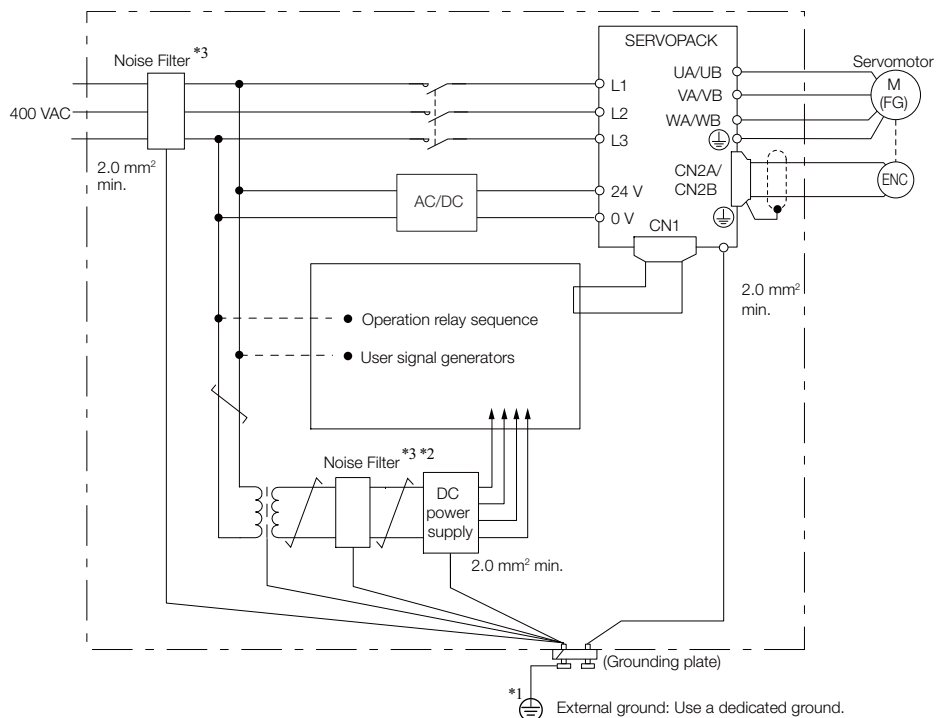 SERVOPACK
Noise Filter *3
Servomotor
UA/UB
L1
M
(FG)
VA/VB
400 VAC
L2
WA/WB
L3
2.0 mm² min.
CN2A/
CN2B
ENC
AC/DC
24 V
0 V
CN1
2.0 mm²
min.
Operation relay sequence
User signal generators
Noise Filter *3 *2
DC
power
supply
2.0 mm² min.
(Grounding plate)
*1
External ground: Use a dedicated ground.